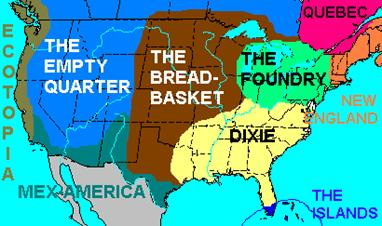 QUEBEC
ECOTOPIA
THE
EMPTY
QUARTER
THE
BREAD-
BASKET
THE
FOUNDRY
NEW
ENGLAND
DIXIE
MEX-AMERICA
THE
ISLANDS